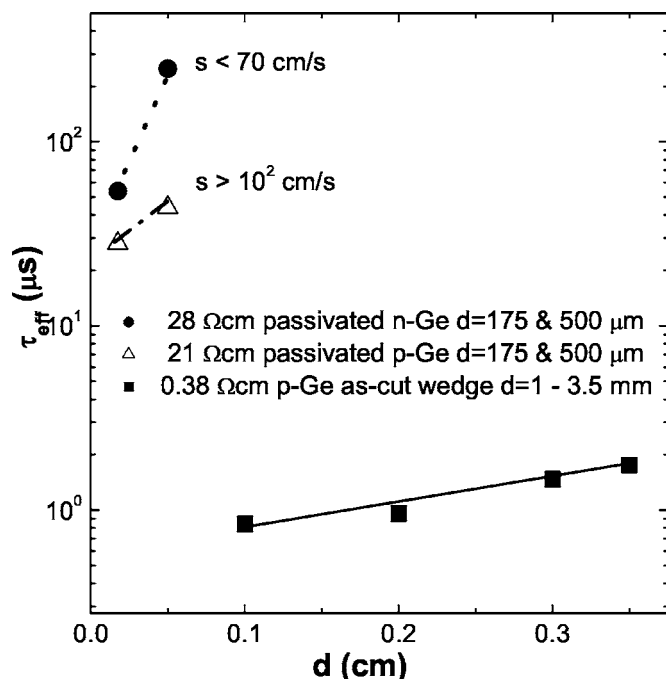 s < 70 cm/s
10²
s > 10² cm/s
τeff (μs)
28 Ωcm passivated n-Ge d=175 & 500 μm
10¹
21 Ωcm passivated p-Ge d=175 & 500 μm
0.38 Ωcm p-Ge as-cut wedge d=1 - 3.5 mm
10⁰
0.0 0.1 0.2 0.3
d (cm)